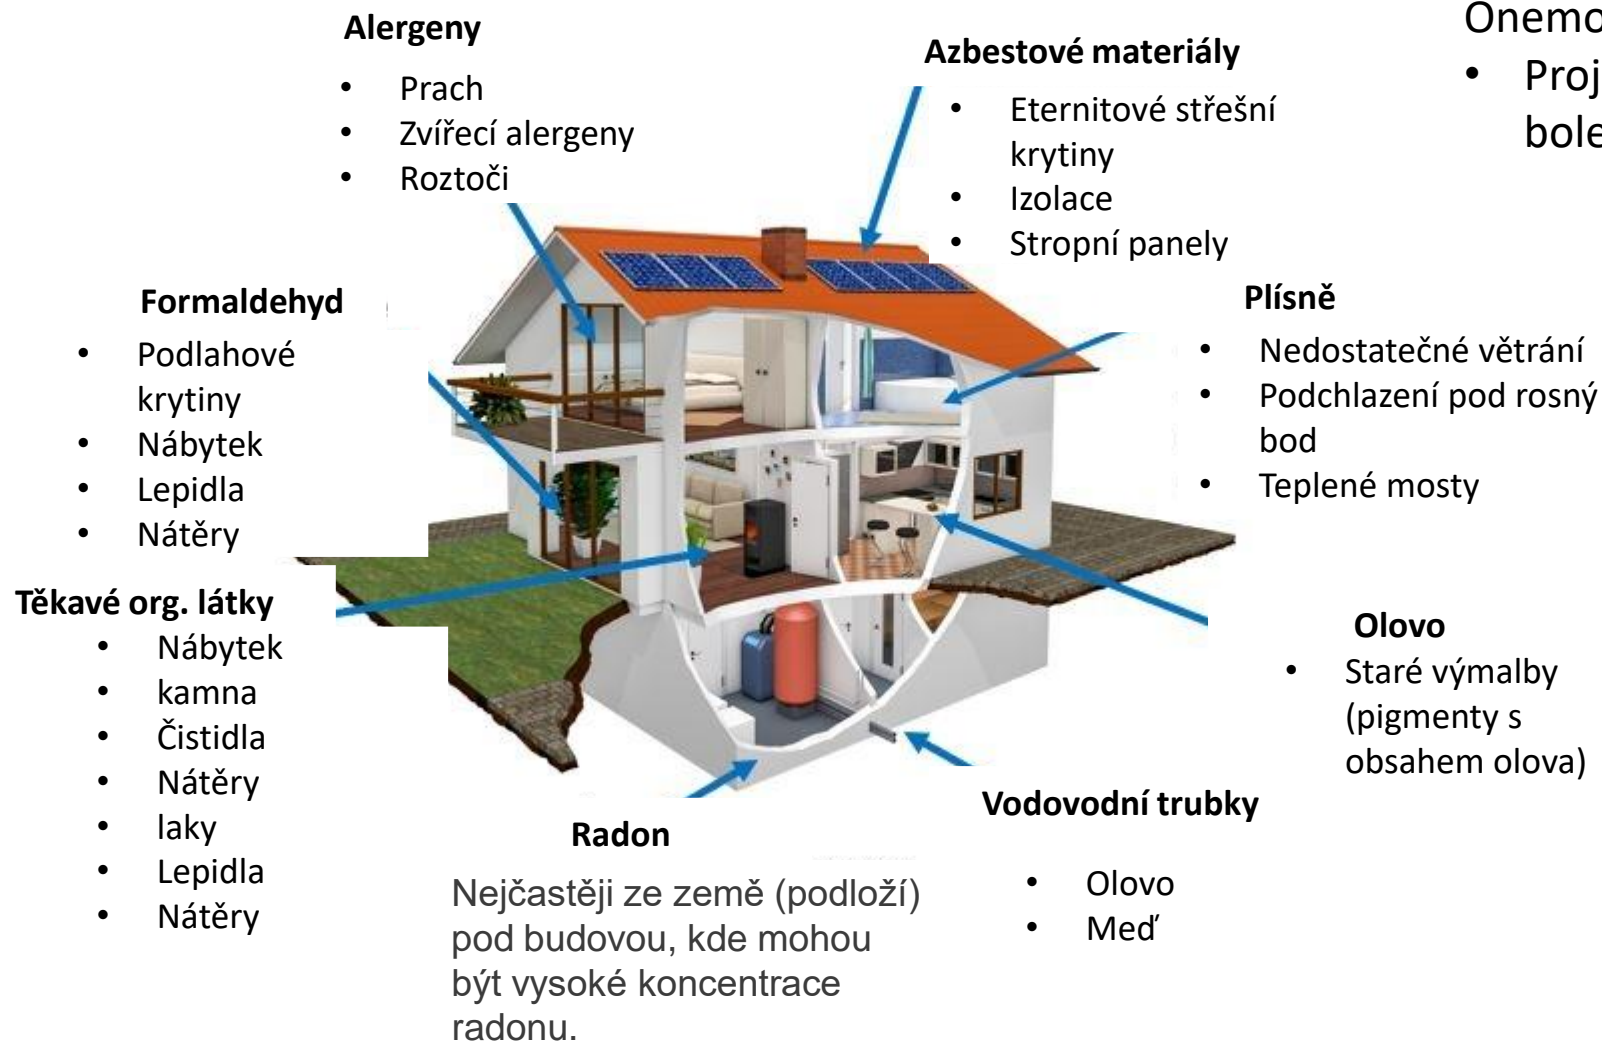 Alergeny
• Prach
• Zvířecí alergeny
• Roztoči
Azbestové materiály
• Eternitové střešní
krytiny
• Izolace
• Stropní panely
•
Formaldehyd
• Podlahové
krytiny
• Nábytek
• Lepidla
• Nátěry
Plísně
• Nedostatečné větrání
• Podchlazení pod rosný
bod
• Teplené mosty
Těkavé org. látky
• Nábytek
• kamna
• Čistidla
• Nátěry
• laky
• Lepidla
• Nátěry
Olovo
• Staré výmalby
(pigmenty s
obsahem olova)
Radon
Nejčastěji ze země (podloží)
pod budovou, kde mohou
být vysoké koncentrace
radonu.
Vodovodní trubky
• Olovo
• Meď